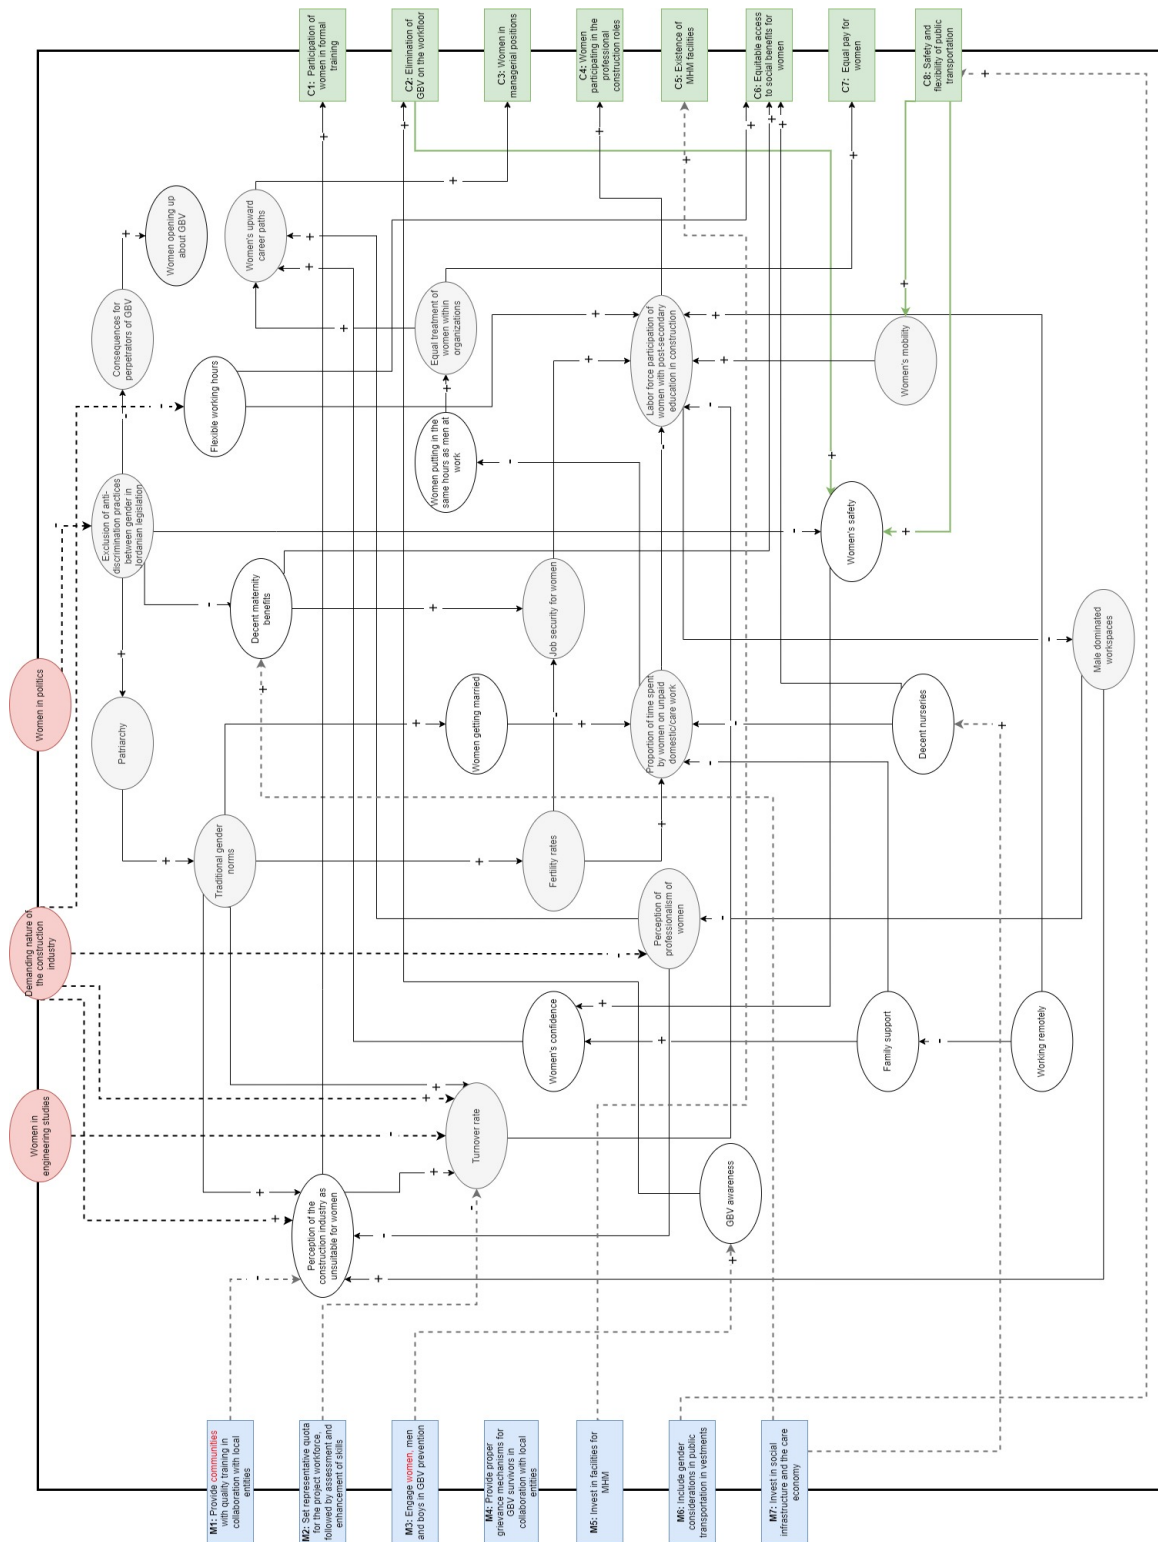 Women in
engineering studies
Demanding nature of
the construction
industry
Women in politics
M1: Provide communities
with quality training in
collaboration with local
entities
M2: Set representative quota
for the project workforce,
followed by assessment and
enhancement of skills
M3: Engage women, men
and boys in GBV prevention
M4: Provide proper
grievance mechanisms for
GBV survivors in
collaboration with local
entities
M5: Invest in facilities for
MHM
M6: Include gender
considerations in public
transportation in vestments
M7: Invest in social
infrastructure and the care
economy
Patriarchy
Exclusion of anti-
discrimination practices
between gender in
Jordanian legislation
Consequences for
perpetrators of GBV
Women opening up
about GBV
Traditional gender
norms
Flexible working hours
Decent maternity
benefits
Women's upward
career paths
Perception of the
construction industry as
unsuitable for women
Turnover rate
Women getting married
Women putting in the
same hours as men at
work
Equal treatment of
women within
organizations
Women's confidence
Fertility rates
Job security for women
Perception of
professionalism of
women
Proportion of time spent
by women on unpaid
domestic/care work
Labor force participation of
women with post-secondary
education in construction
GBV awareness
Women's safety
Women's mobility
Family support
Decent nurseries
Working remotely
Male dominated
workspaces
C1: Participation of
women in formal
training
C2: Elimination of
GBV on the workfloor
C3: Women in
managerial positions
C4: Women
participating in the
professional
construction roles
C5: Existence of
MHM facilities
C6: Equitable access
to social benefits for
women
C7: Equal pay for
women
C8: Safety and
flexibility of public
transportation